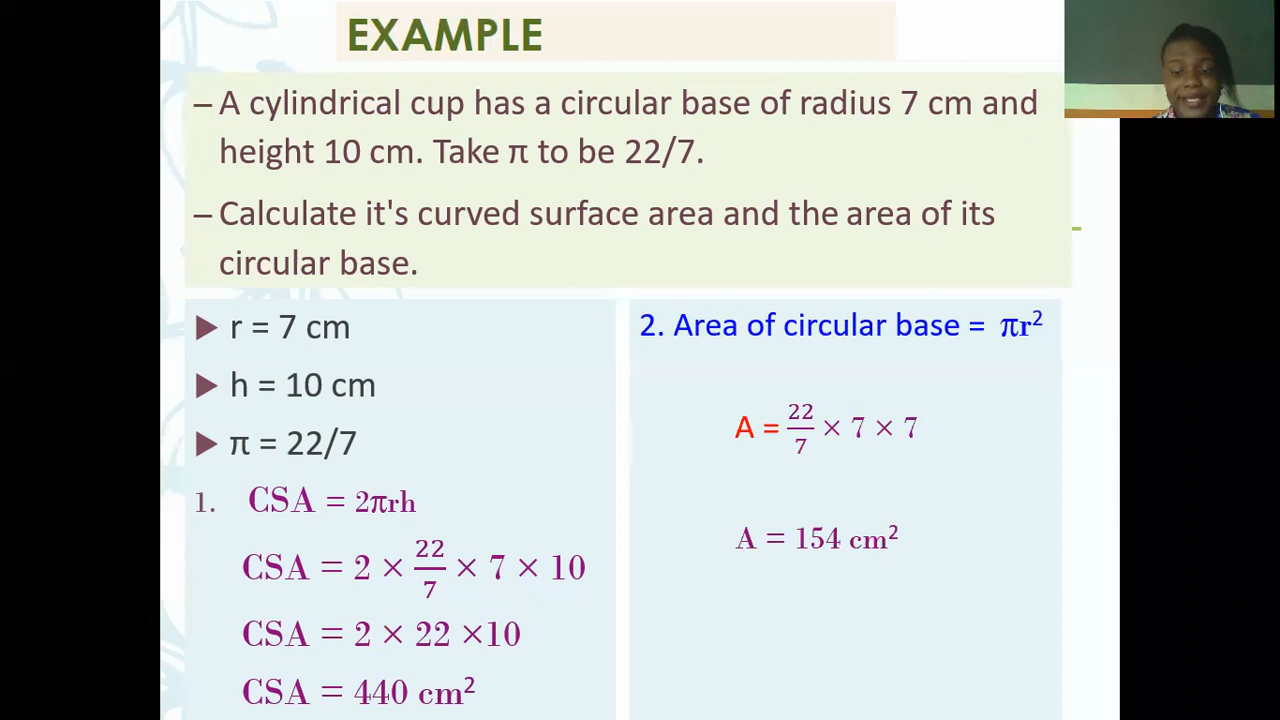 EXAMPLE
– A cylindrical cup has a circular base of radius 7 cm and
height 10 cm. Take π to be 22/7.
– Calculate it's curved surface area and the area of its
circular base.
r = 7 cm
h = 10 cm
π = 22/7
1. CSA = 2πrh
CSA = 2 × 22/7 × 7 × 10
CSA = 2 × 22 ×10
CSA = 440 cm²
2. Area of circular base = πr²
A = 22/7 × 7 × 7
A = 154 cm²